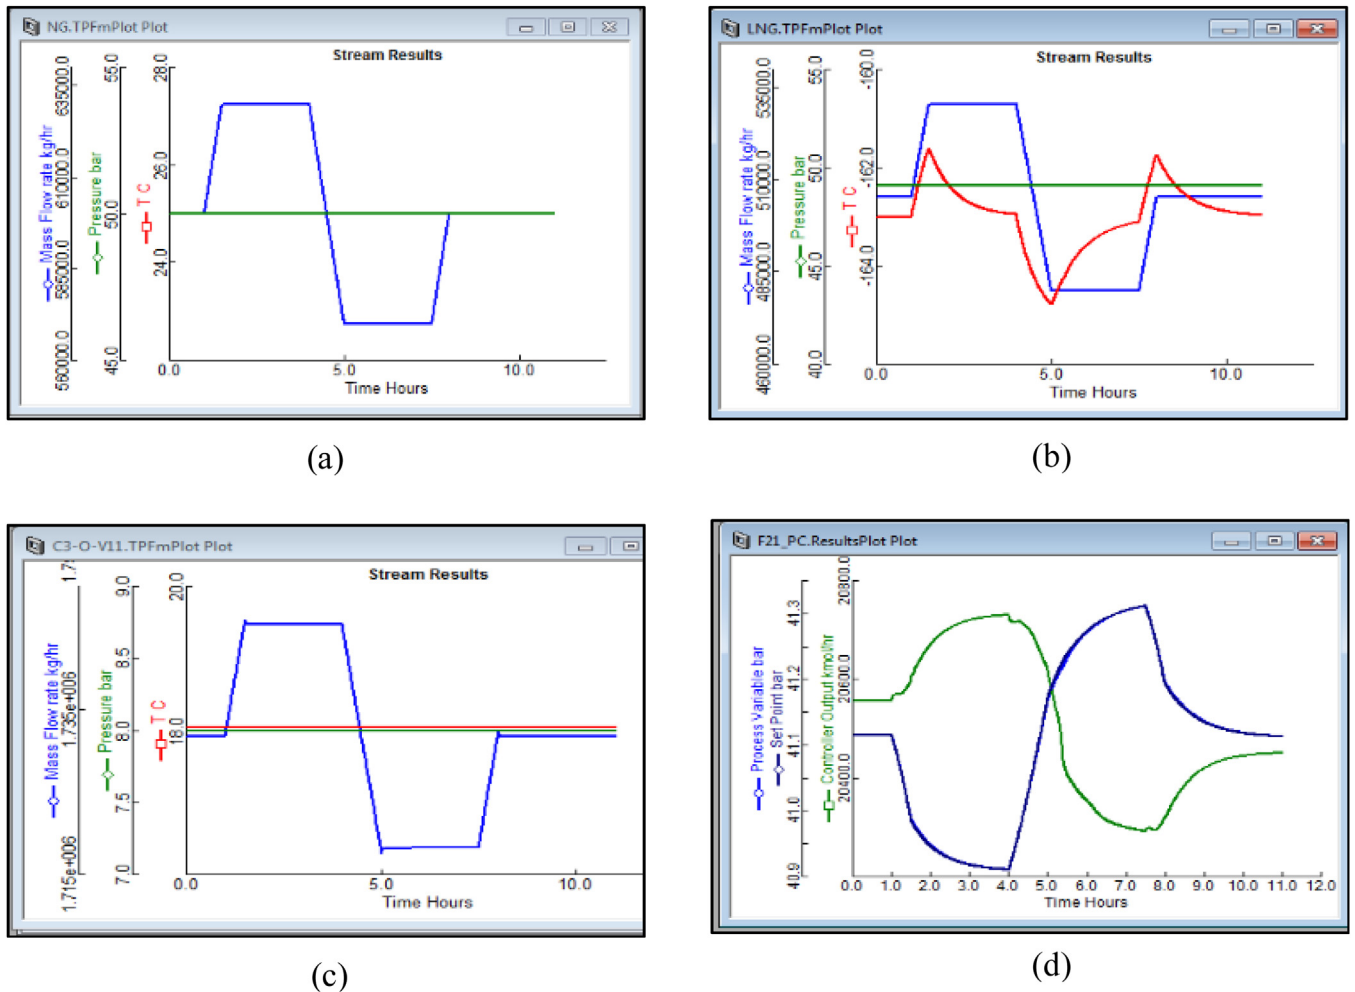 NG.TPFmPlot Plot
Stream Results
Mass Flow rate kg/hr
560000.0 585000.0 610000.0 635000.0
Pressure bar
45.0 50.0 55.0
T C
24.0 26.0 28.0
0.0 5.0 10.0
Time Hours
(a)
LNG.TPFmPlot Plot
Stream Results
Mass Flow rate kg/hr
460000.0 485000.0 510000.0 535000.0
Pressure bar
40.0 45.0 50.0 55.0
T C
-164.0 -162.0 -160.0
0.0 5.0 10.0
Time Hours
(b)
C3-O-V11.TPFmPlot Plot
Stream Results
Mass Flow rate kg/hr
1.715e+006 1.735e+006 1.7
Pressure bar
7.0 7.5 8.0 8.5 9.0
T C
18.0 20.0
0.0 5.0 10.0
Time Hours
(c)
F21_PC.ResultsPlot Plot
Process Variable bar
Set Point bar
40.9 41.0 41.1 41.2 41.3
Controller Output kmol/hr
20400.0 20600.0 20800.0
0.0 1.0 2.0 3.0 4.0 5.0 6.0 7.0 8.0 9.0 10.0 11.0 12.0
Time Hours
(d)